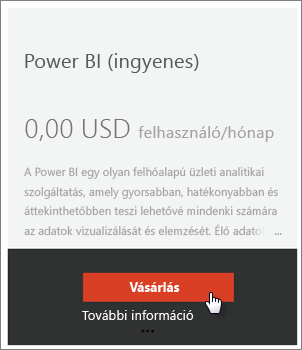 Power BI (ingyenes)
0,00 USD felhasználó/hónap
A Power BI egy olyan felhőalapú üzleti analitikai
szolgáltatás, amely gyorsabban, hatékonyabban és
áttekinthetőbben teszi lehetővé mindenki számára
az adatok vizualizálását és elemzését. Élő adato ...
Vásárlás
További információ
•••